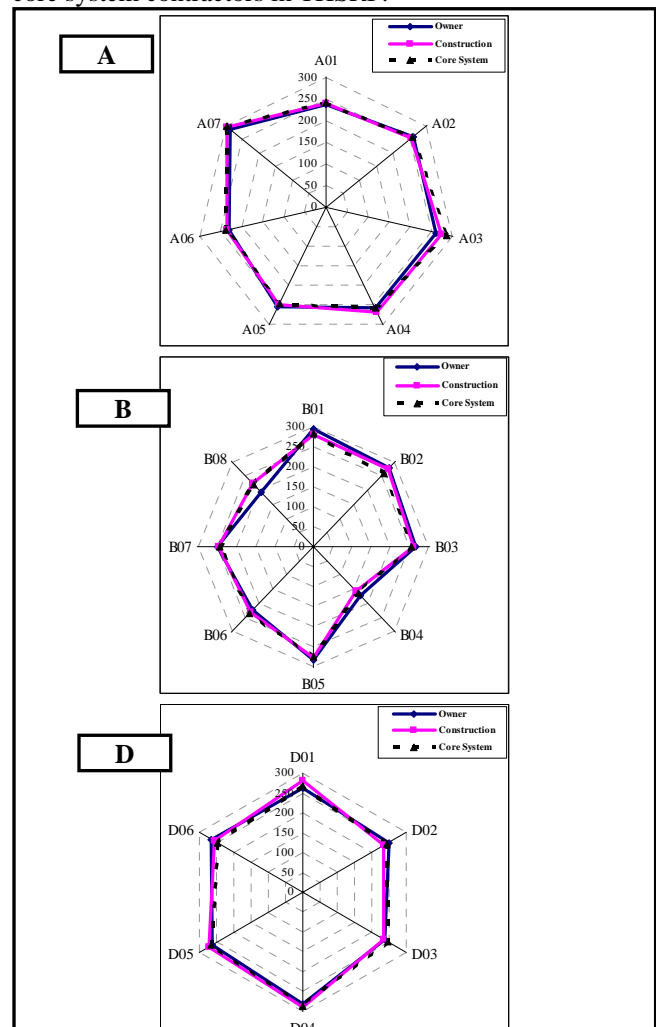 core system contractors in THSRP.
A
Owner
Construction
Core System
A01
A02
A03
A04
A05
A06
A07
300
250
200
150
100
50
0
B
Owner
Construction
Core System
B01
B02
B03
B04
B05
B06
B07
B08
300
250
200
150
100
50
0
D
Owner
Construction
Core System
D01
D02
D03
D04
D05
D06
300
250
200
150
100
50
0